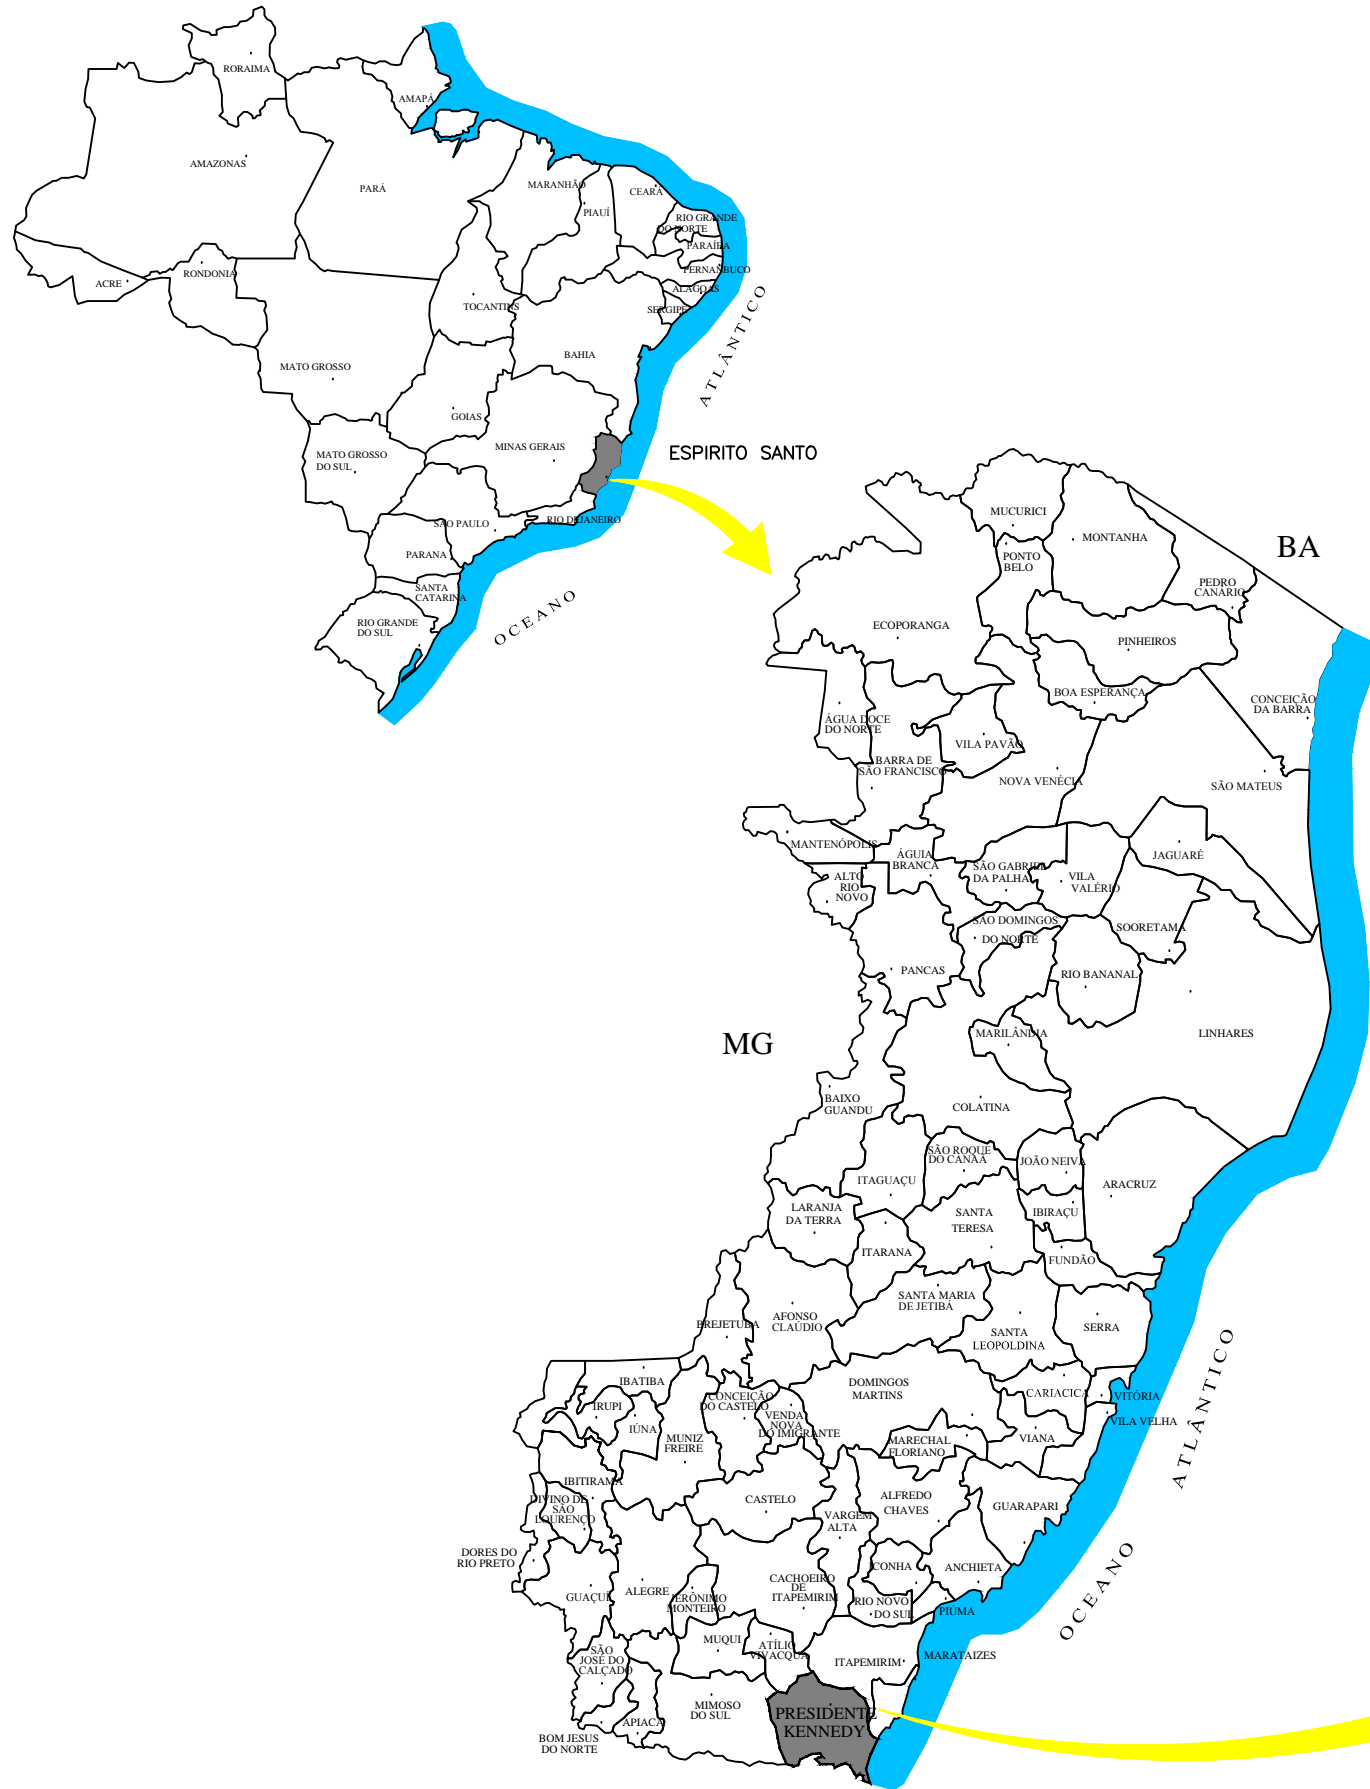 RORAIMA
AMAPÁ
AMAZONAS
PARÁ
MARANHÃO
CEARÁ
PIAUÍ
RIO GRANDE
DO NORTE
PARAÍBA
PERNANBUCO
ALAGOAS
SERGIPE
ACRE
RONDONIA
TOCANTINS
BAHIA
MATO GROSSO
GOIAS
MINAS GERAIS
MATO GROSSO
DO SUL
SAO PAULO
RIO DEJANEIRO
PARANA
SANTA
CATARINA
RIO GRANDE
DO SUL
ATLÂNTICO
OCEANO
ESPIRITO SANTO
BA
MG
MUCURICI
MONTANHA
PONTO
BELO
PEDRO
CANÁRIO
ECOPORANGA
PINHEIROS
BOA ESPERANÇA
CONCEIÇÃO
DA BARRA
ÁGUA DOCE
DO NORTE
VILA PAVÃO
BARRA DE
SÃO FRANCISCO
NOVA VENÉCIA
SÃO MATEUS
MANTENÓPOLIS
ÁGUIA
BRANCA
SÃO GABRIEL
DA PALHA
VILA
VALÉRIO
JAGUARÉ
ALTO
RIO
NOVO
SÃO DOMINGOS
DO NORTE
SOORETAMA
PANCAS
RIO BANANAL
MARILÂNDIA
LINHARES
BAIXO
GUANDU
COLATINA
SÃO ROQUE
DO CANAÃ
JOÃO NEIVA
ITAGUAÇU
ARACRUZ
LARANJA
DA TERRA
SANTA
TERESA
IBIRAÇU
ITARANA
FUNDÃO
SANTA MARIA
DE JETIBÁ
AFONSO
CLÁUDIO
BREJETUBA
SANTA
LEOPOLDINA
SERRA
IBATIBA
DOMINGOS
MARTINS
CARIACICA
VITÓRIA
VILA VELHA
IRUPI
IÚNA
CONCEIÇÃO
DO CASTELO
VENDA
NOVA
DO IMIGRANTE
MUNIZ
FREIRE
MARECHAL
FLORIANO
VIANA
IBITIRAMA
DIVINO DE
SÃO
LOURENÇO
CASTELO
VARGEM
ALTA
ALFREDO
CHAVES
GUARAPARI
DORES DO
RIO PRETO
GUAÇUÍ
ALEGRE
JERÔNIMO
MONTEIRO
CACHOEIRO
DE
ITAPEMIRIM
ICONHA
ANCHIETA
RIO NOVO
DO SUL
PIÚMA
SÃO
JOSÉ DO
CALÇADO
MUQUI
ATÍLIO
VIVACQUA
ITAPEMIRIM
MARATAIZES
APIACÁ
MIMOSO
DO SUL
PRESIDENTE
KENNEDY
BOM JESUS
DO NORTE
ATLÂNTICO
OCEANO